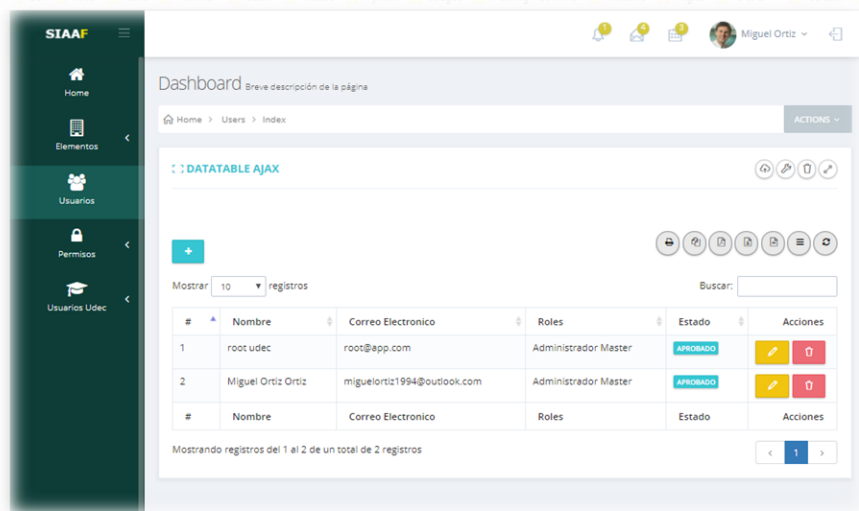 SIAAF
1 9 3 Miguel Ortiz
Home
Elementos
Usuarios
Permisos
Usuarios Udec
Dashboard Breve descripción de la página
Home > Users > Index ACTIONS
DATATABLE AJAX
+
Mostrar 10 registros Buscar:
# Nombre Correo Electronico Roles Estado Acciones
1 root udec root@app.com Administrador Master APROBADO
2 Miguel Ortiz Ortiz miguelortiz1994@outlook.com Administrador Master APROBADO
# Nombre Correo Electronico Roles Estado Acciones
Mostrando registros del 1 al 2 de un total de 2 registros < 1 >